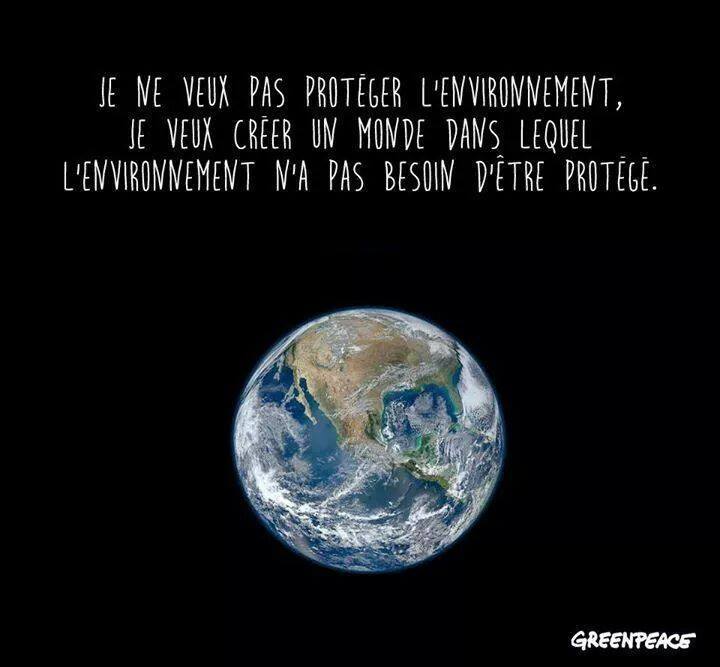 JE NE VEUX PAS PROTÉGER L'ENVIRONNEMENT,
JE VEUX CRÉER UN MONDE DANS LEQUEL
L'ENVIRONNEMENT N'A PAS BESOIN D'ÊTRE PROTÉGÉ.
GREENPEACE